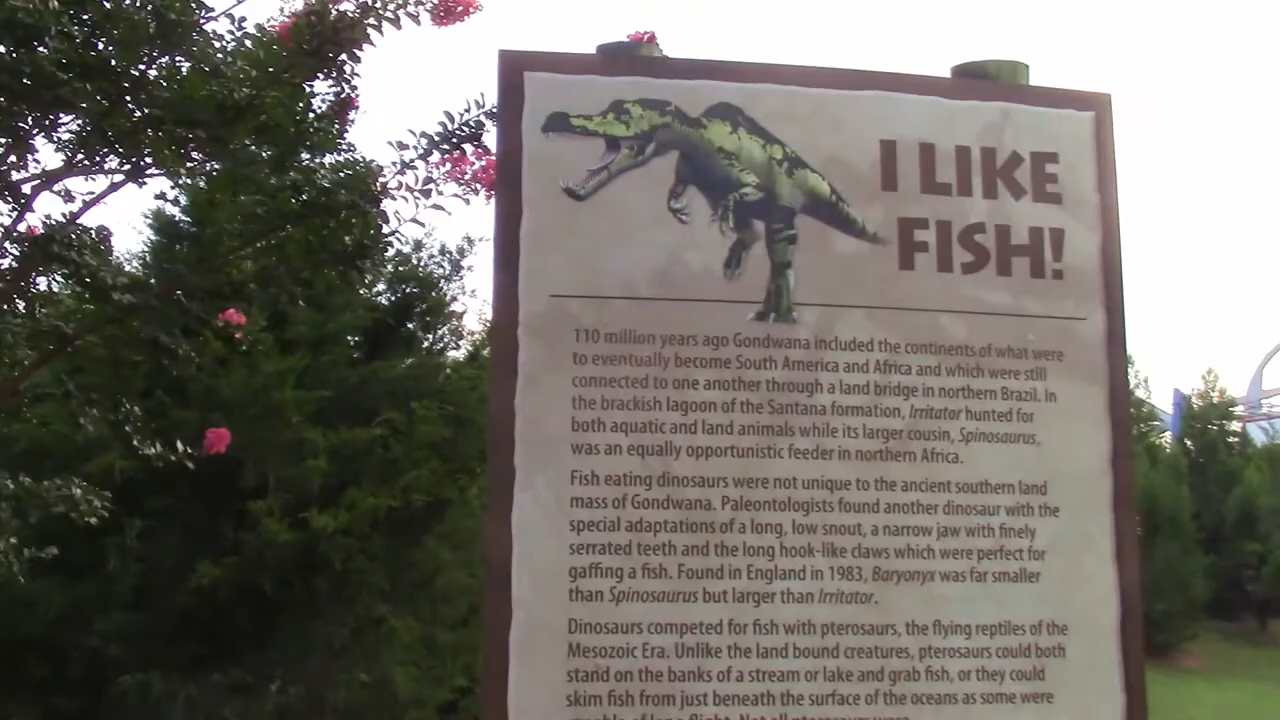 I LIKE
FISH!
110 million years ago Gondwana included the continents of what were
to eventually become South America and Africa and which were still
connected to one another through a land bridge in northern Brazil. In
the brackish lagoon of the Santana formation, Irritator hunted for
both aquatic and land animals while its larger cousin, Spinosaurus,
was an equally opportunistic feeder in northern Africa.
Fish eating dinosaurs were not unique to the ancient southern land
mass of Gondwana. Paleontologists found another dinosaur with the
special adaptations of a long, low snout, a narrow jaw with finely
serrated teeth and the long hook-like claws which were perfect for
gaffing a fish. Found in England in 1983, Baryonyx was far smaller
than Spinosaurus but larger than Irritator.
Dinosaurs competed for fish with pterosaurs, the flying reptiles of the
Mesozoic Era. Unlike the land bound creatures, pterosaurs could both
stand on the banks of a stream or lake and grab fish, or they could
skim fish from just beneath the surface of the oceans as some were